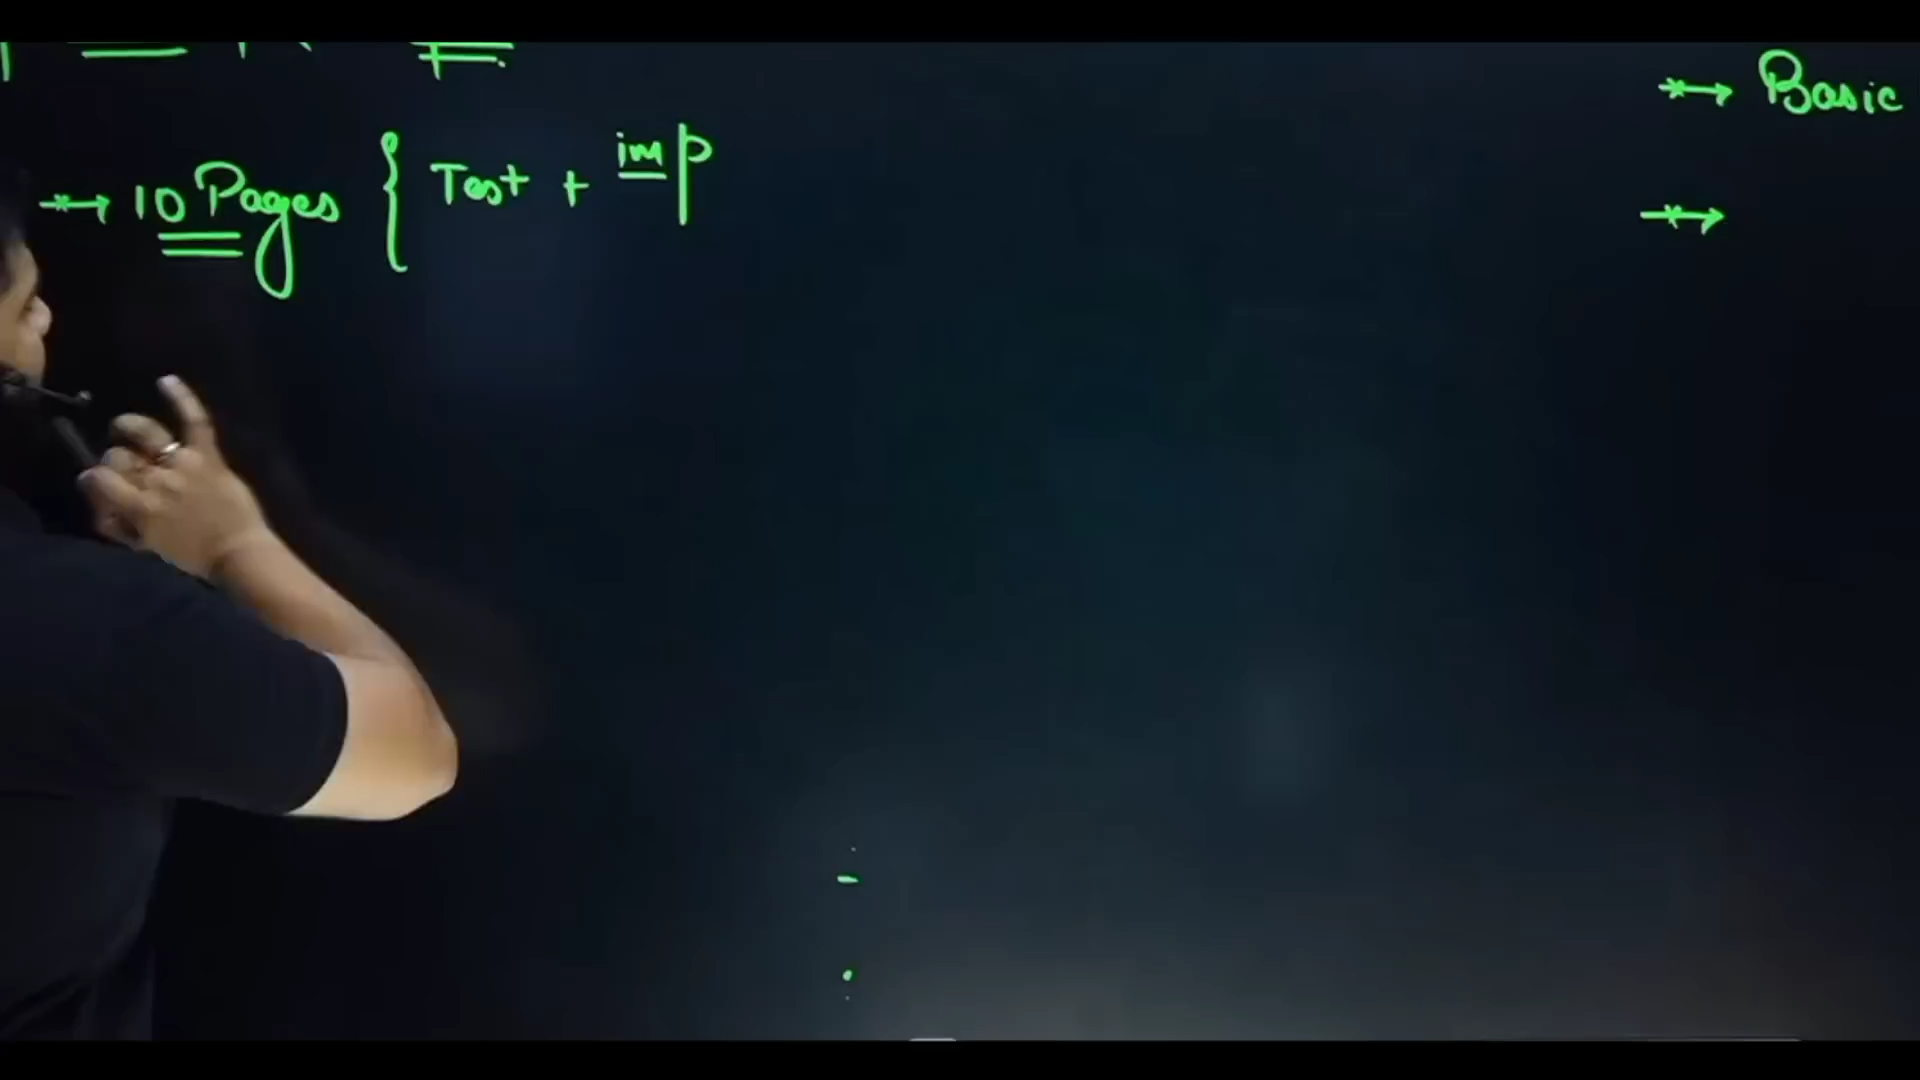 Basic
10 Pages { Test + imp